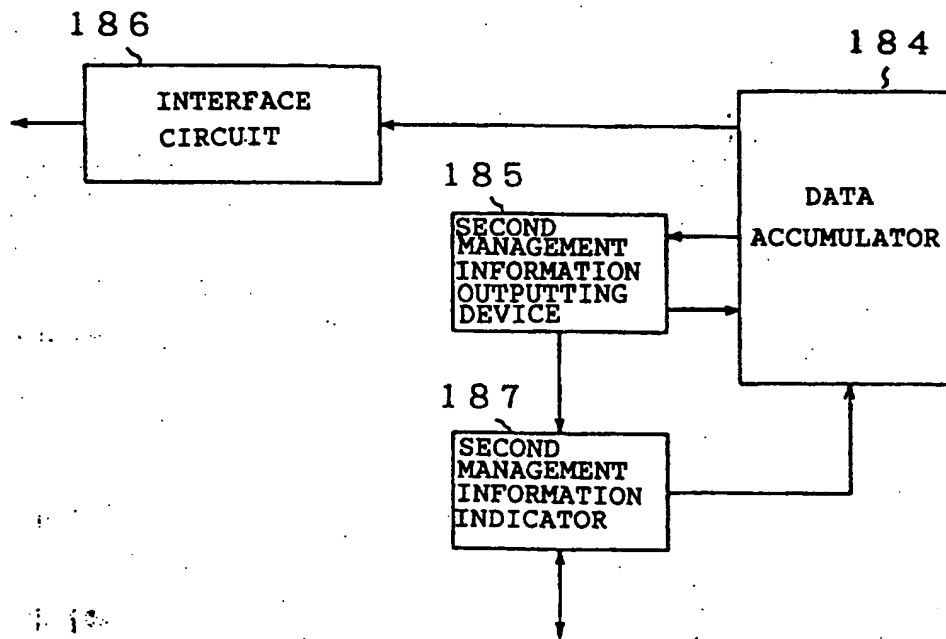 186
184
INTERFACE
CIRCUIT
185
DATA
ACCUMULATOR
SECOND
MANAGEMENT
INFORMATION
OUTPUTTING
DEVICE
187
SECOND
MANAGEMENT
INFORMATION
INDICATOR